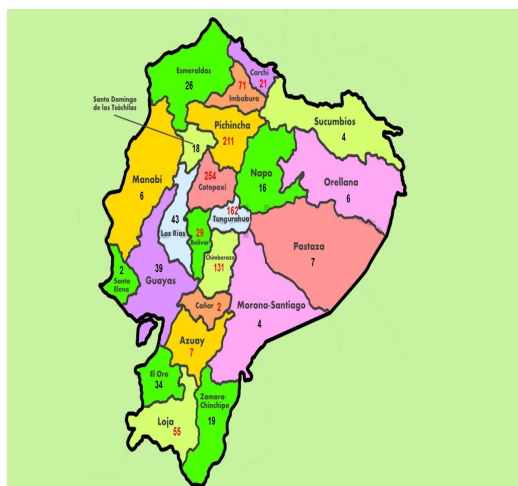 Carchi
21
Esmeraldas
26
71
Imbabura
Santo Domingo
de los Tsáchilas
Sucumbios
4
Pichincha
211
18
Manabi
6
254
Cotopaxi
Napo
16
Orellana
6
162
Tungurahua
43
Los Rios
29
Bolivar
Pastaza
7
2
Santa
Elena
39
Guayas
Chimborazo
131
Cañar 2
Morona-Santiago
4
Azuay
7
El Oro
34
Zamora-
Chinchipe
19
Loja
55